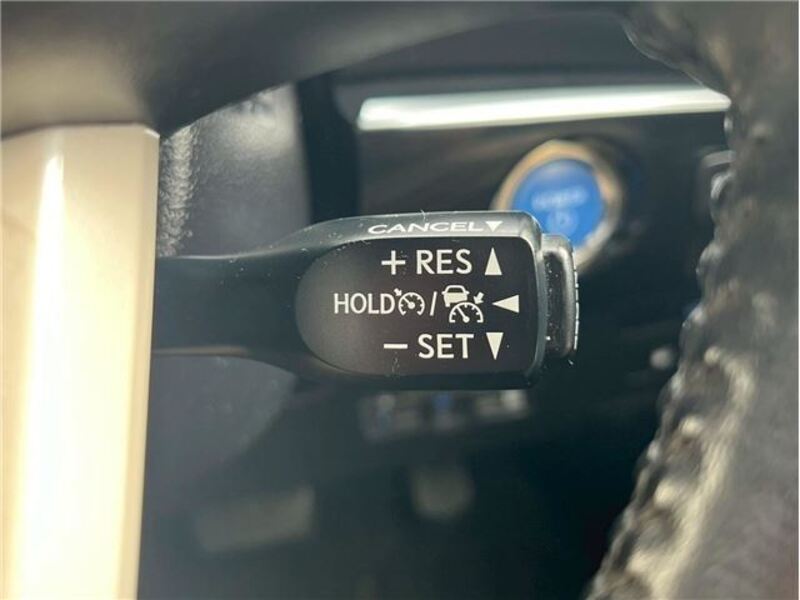 CANCEL▼
+ RES ▲
HOLD / ◀
− SET ▼